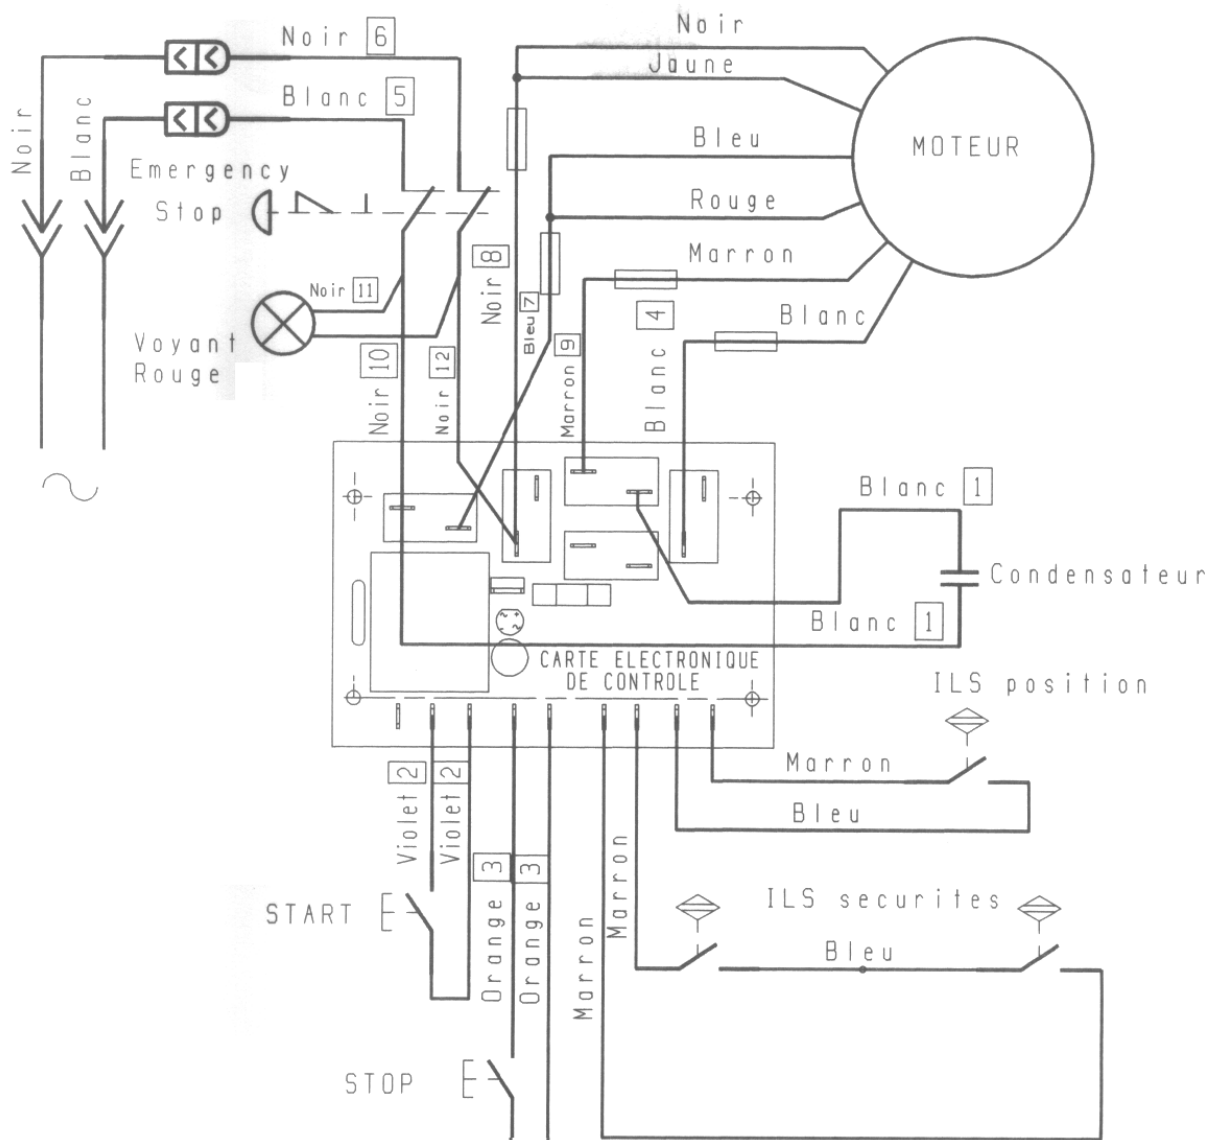 Noir 6
Noir
Jaune
Blanc 5
Noir
Blanc
Bleu
MOTEUR
Emergency
Stop
Rouge
Marron
Noir 8
Noir 11
Bleu 7
4
Blanc
Blanc
Voyant
Rouge
Noir 10
Noir 12
Marron 9
Blanc 1
Condensateur
Blanc 1
CARTE ELECTRONIQUE
DE CONTROLE
ILS position
Marron
Bleu
Violet 2
Violet 2
Orange 3
Orange 3
Marron
Marron
START
ILS securites
Bleu
STOP